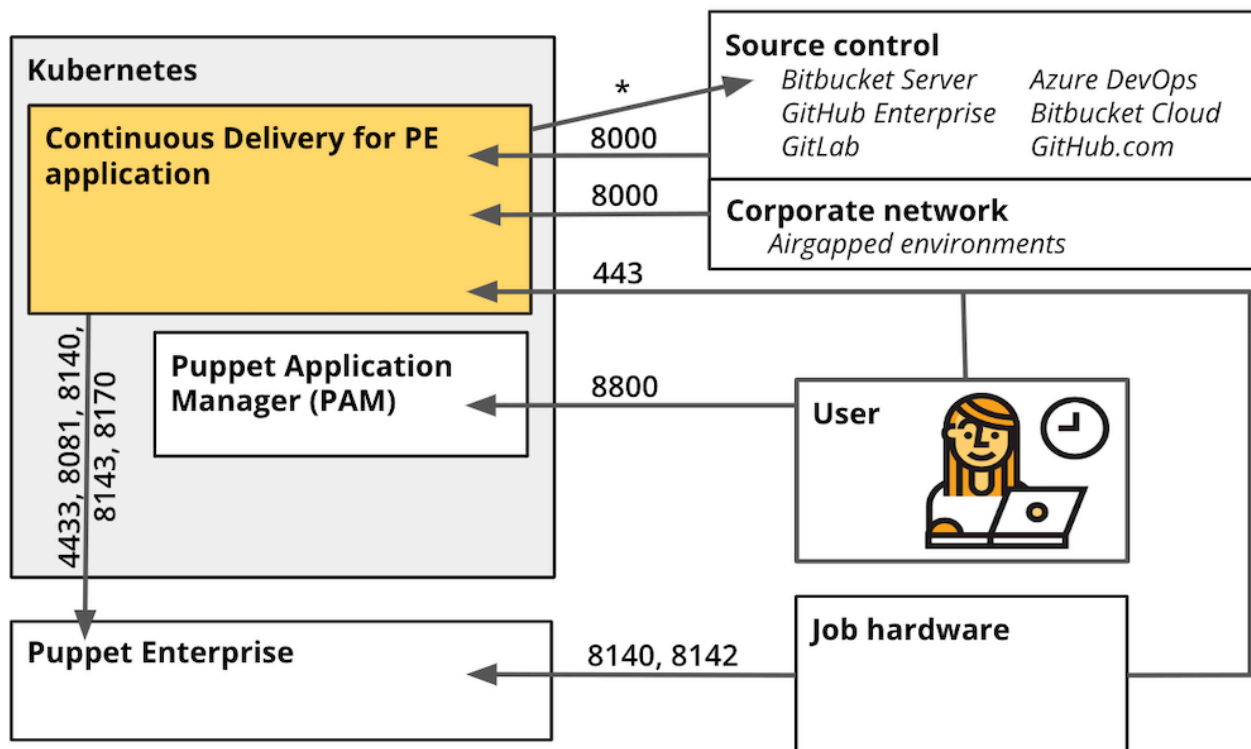 Kubernetes
Continuous Delivery for PE
application
*
8000
8000
443
Source control
Bitbucket Server Azure DevOps
GitHub Enterprise Bitbucket Cloud
GitLab GitHub.com
Corporate network
Airgapped environments
4433, 8081, 8140,
8143, 8170
Puppet Application
Manager (PAM)
8800
User
Puppet Enterprise
8140, 8142
Job hardware